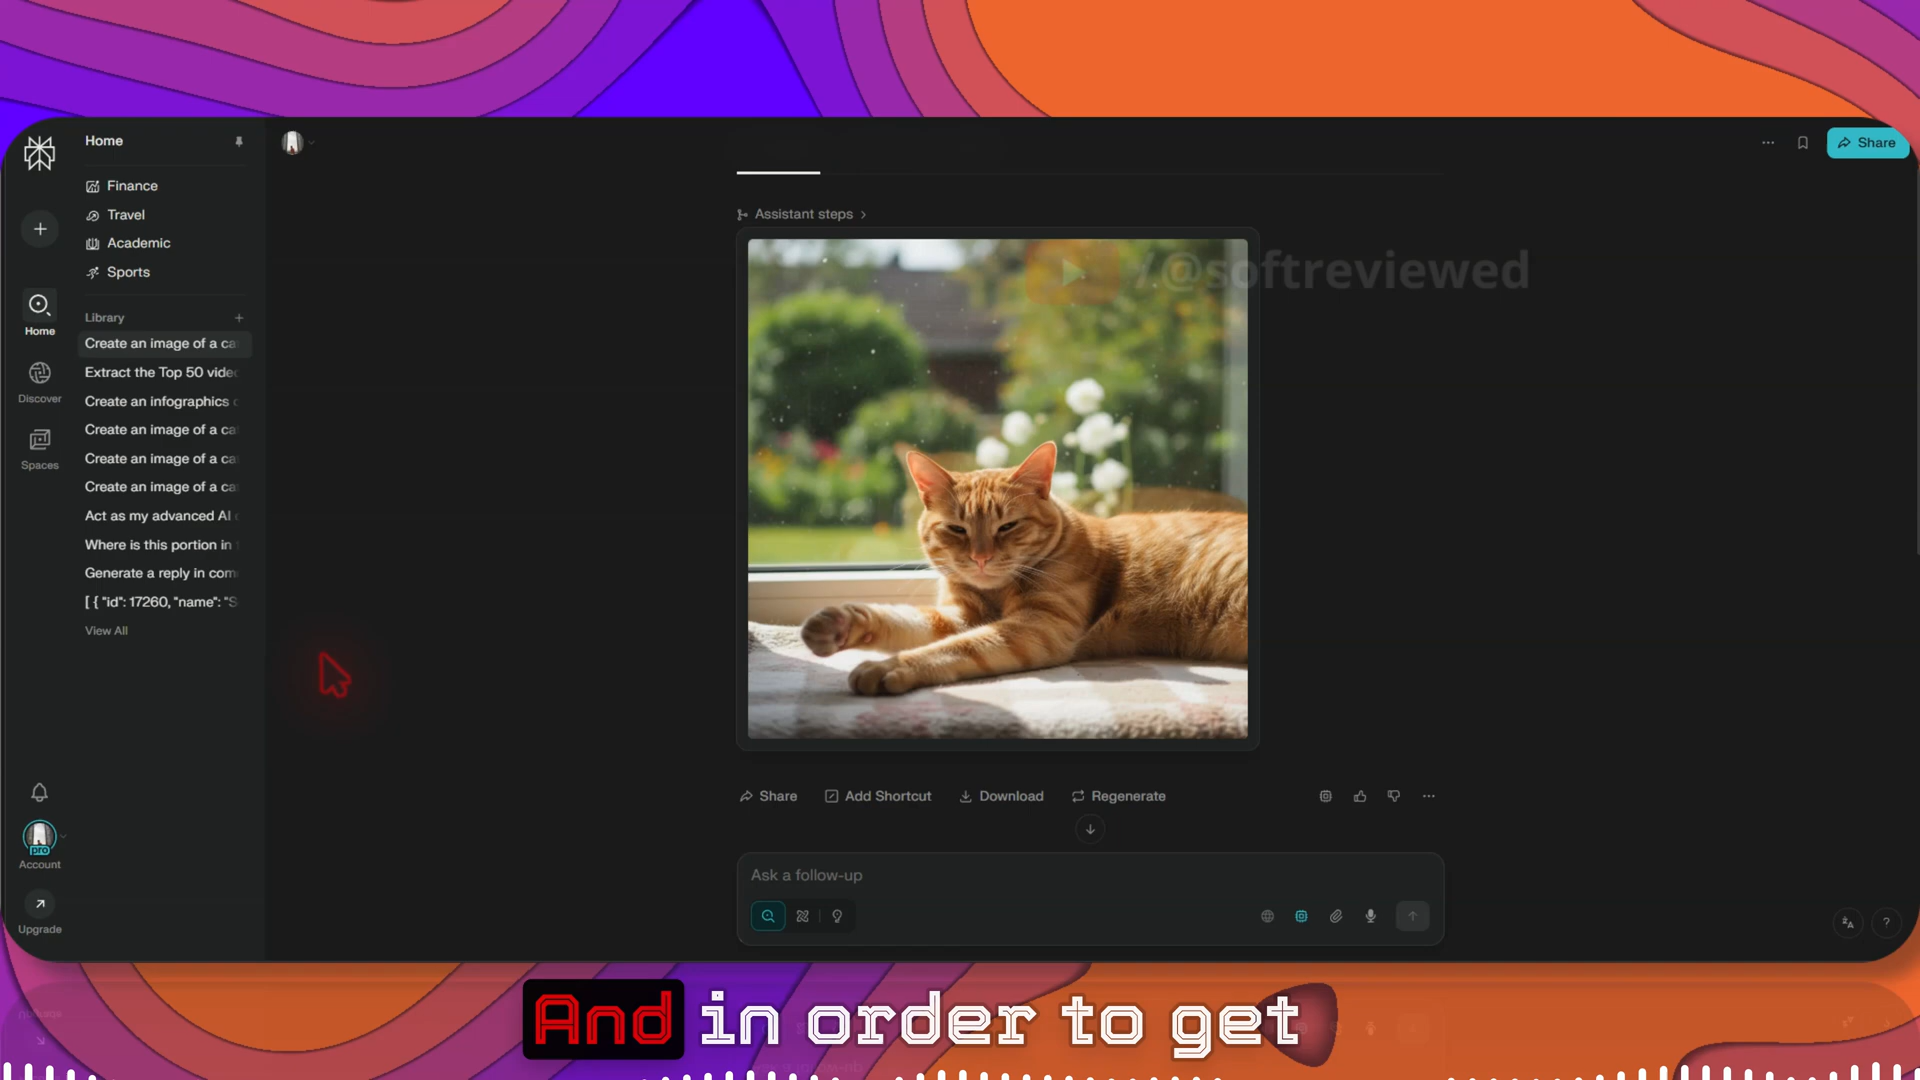 Home
Finance
Travel
Academic
Sports
Library
Create an image of a ca
Extract the Top 50 vide
Create an infographics
Create an image of a ca
Create an image of a ca
Create an image of a ca
Act as my advanced AI
Where is this portion in
Generate a reply in com
[ { "id": 17260, "name": "S
View All
Home
Discover
Spaces
pro
Account
Upgrade
Share
Assistant steps >
/@softreviewed
Share
Add Shortcut
Download
Regenerate
Ask a follow-up
?
And in order to get